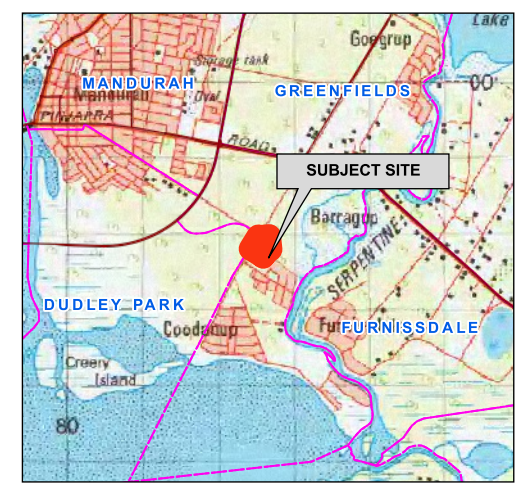 Lake
Goegrup
Storage tank
00'
MANDURAH
Mandurah
GREENFIELDS
Oval
PINJARRA
ROAD
SUBJECT SITE
Barragup
SERPENTINE
DUDLEY PARK
Coodanup
FURNISSDALE
Creery
Island
80